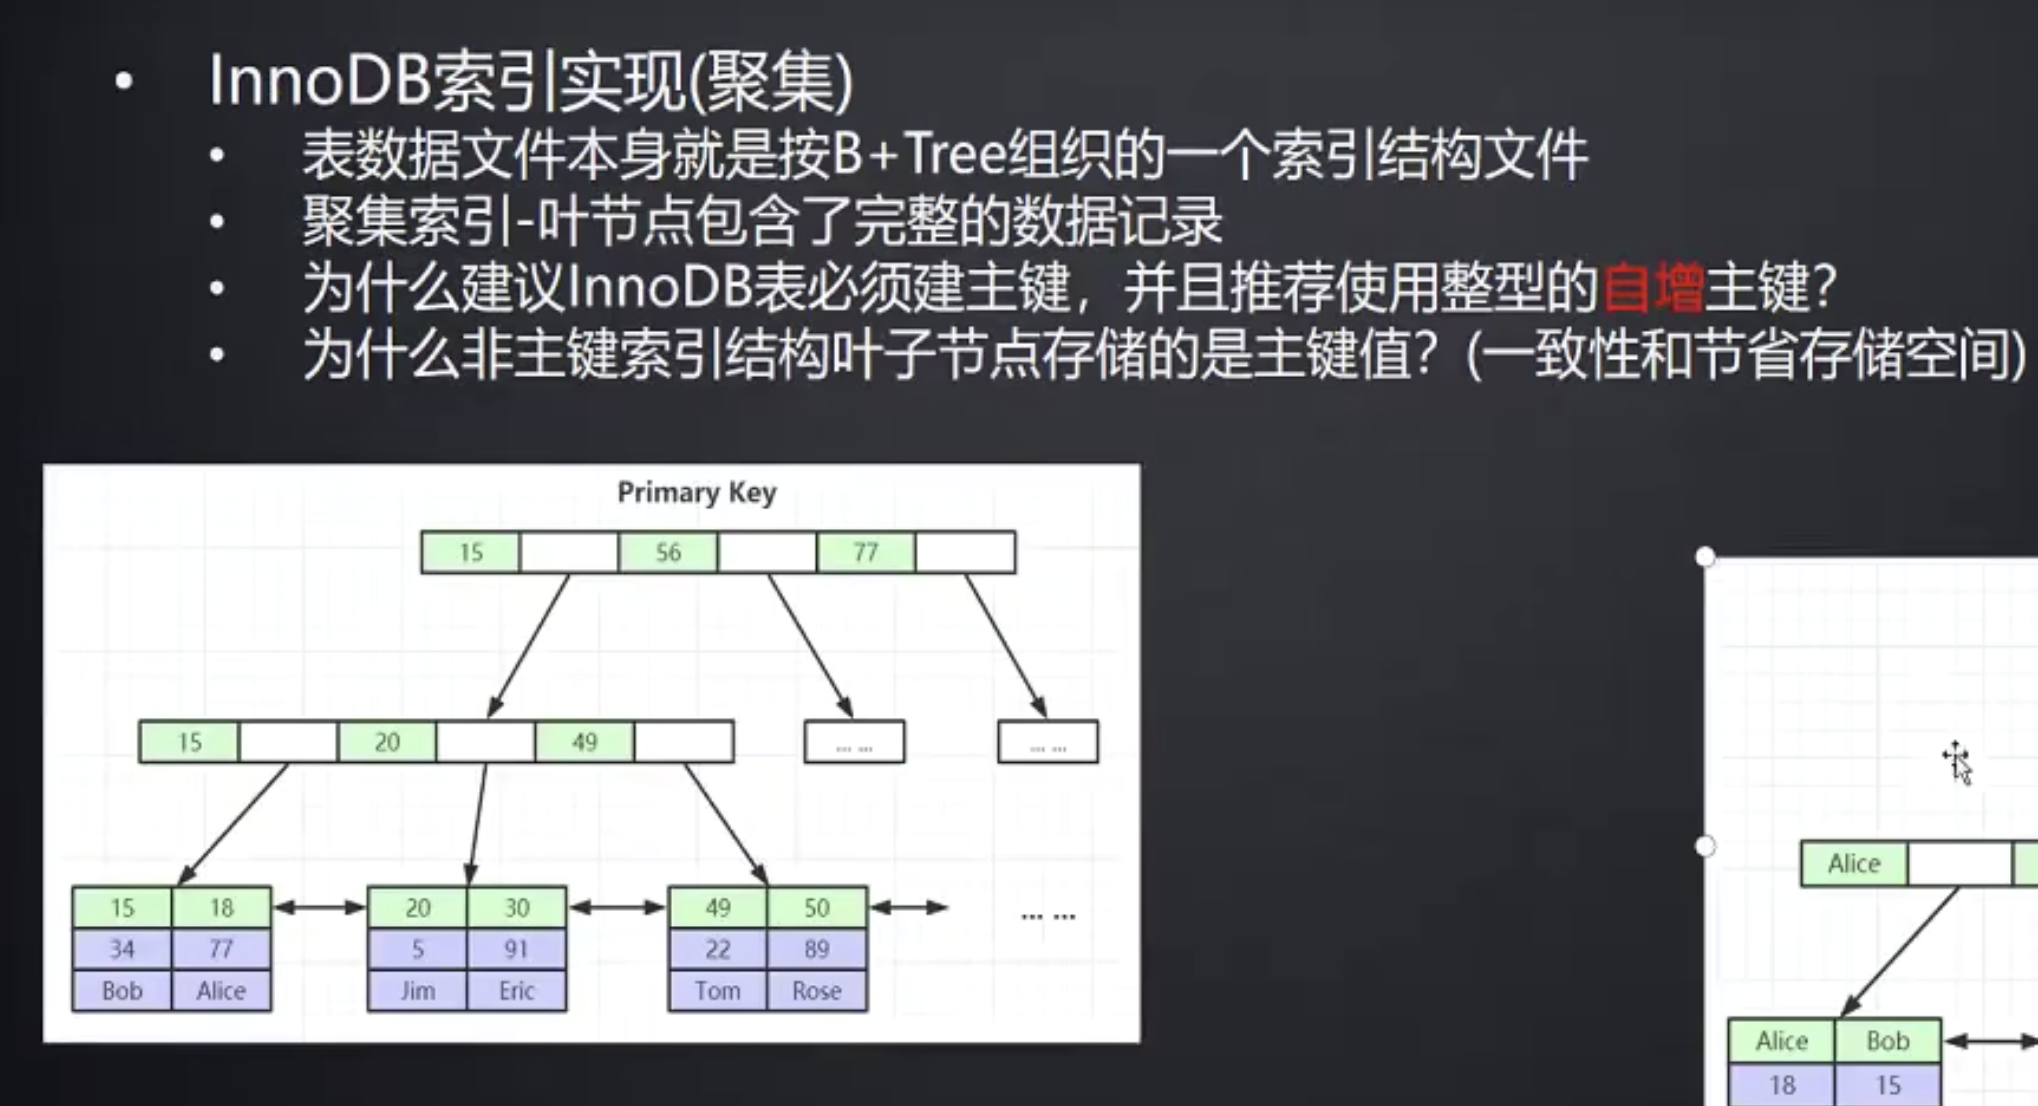 InnoDB索引实现(聚集)
表数据文件本身就是按B+Tree组织的一个索引结构文件
聚集索引-叶节点包含了完整的数据记录
为什么建议InnoDB表必须建主键，并且推荐使用整型的自增主键？
为什么非主键索引结构叶子节点存储的是主键值？(一致性和节省存储空间)
Primary Key
15 56 77
15 20 49 ... ... ... ...
15 18 20 30 49 50 ... ...
34 77 5 91 22 89
Bob Alice Jim Eric Tom Rose
Alice
Alice Bob
18 15